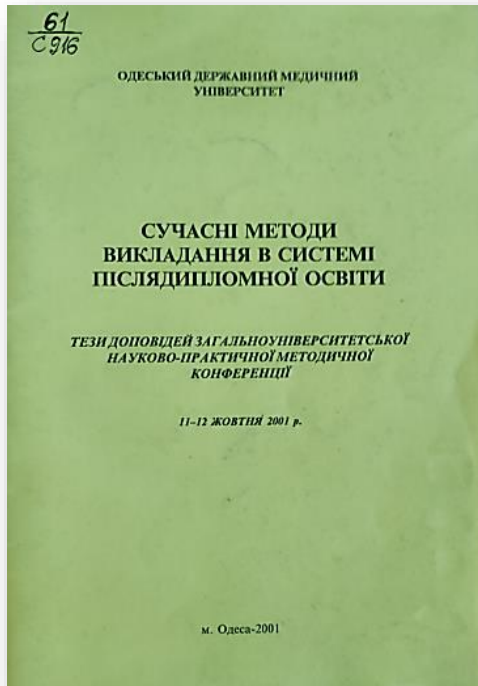 61
С916
ОДЕСЬКИЙ ДЕРЖАВНИЙ МЕДИЧНИЙ
УНІВЕРСИТЕТ
СУЧАСНІ МЕТОДИ
ВИКЛАДАННЯ В СИСТЕМІ
ПІСЛЯДИПЛОМНОЇ ОСВІТИ
ТЕЗИ ДОПОВІДЕЙ ЗАГАЛЬНОУНІВЕРСИТЕТСЬКОЇ
НАУКОВО-ПРАКТИЧНОЇ МЕТОДИЧНОЇ
КОНФЕРЕНЦІЇ
11–12 ЖОВТНЯ 2001 р.
м. Одеса-2001